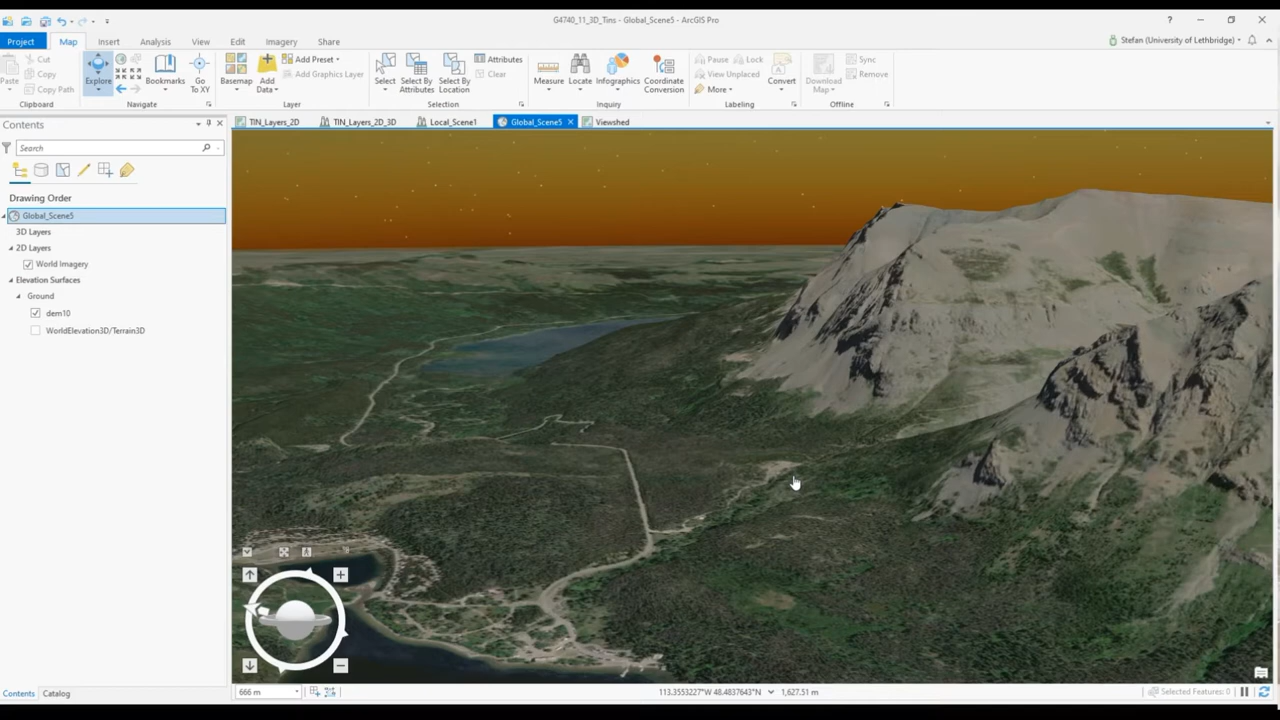 G4740_11_3D_Tins - Global_Scene5 - ArcGIS Pro
Project Map Insert Analysis View Edit Imagery Share
Stefan (University of Lethbridge)
Paste
Cut
Copy
Copy Path
Clipboard
Explore
Bookmarks
Go To XY
Navigate
Basemap
Add Data
Add Preset
Add Graphics Layer
Layer
Select
Select By Attributes
Select By Location
Attributes
Clear
Selection
Measure
Locate
Infographics
Coordinate Conversion
Inquiry
Pause
Lock
View Unplaced
More
Labeling
Convert
Download Map
Sync
Remove
Offline
Contents
TIN_Layers_2D
TIN_Layers_2D_3D
Local_Scene1
Global_Scene5
Viewshed
Search
Drawing Order
Global_Scene5
3D Layers
2D Layers
World Imagery
Elevation Surfaces
Ground
dem10
WorldElevation3D/Terrain3D
Contents Catalog
666 m
113.3553227°W 48.4837643°N
1,627.51 m
Selected Features: 0